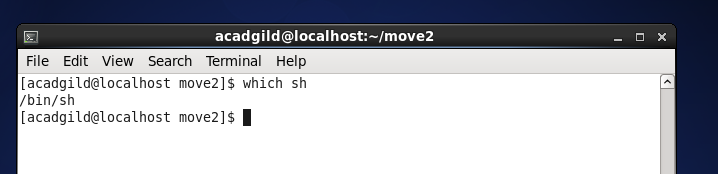 acadgild@localhost:~/move2
File Edit View Search Terminal Help
[acadgild@localhost move2]$ which sh
/bin/sh
[acadgild@localhost move2]$